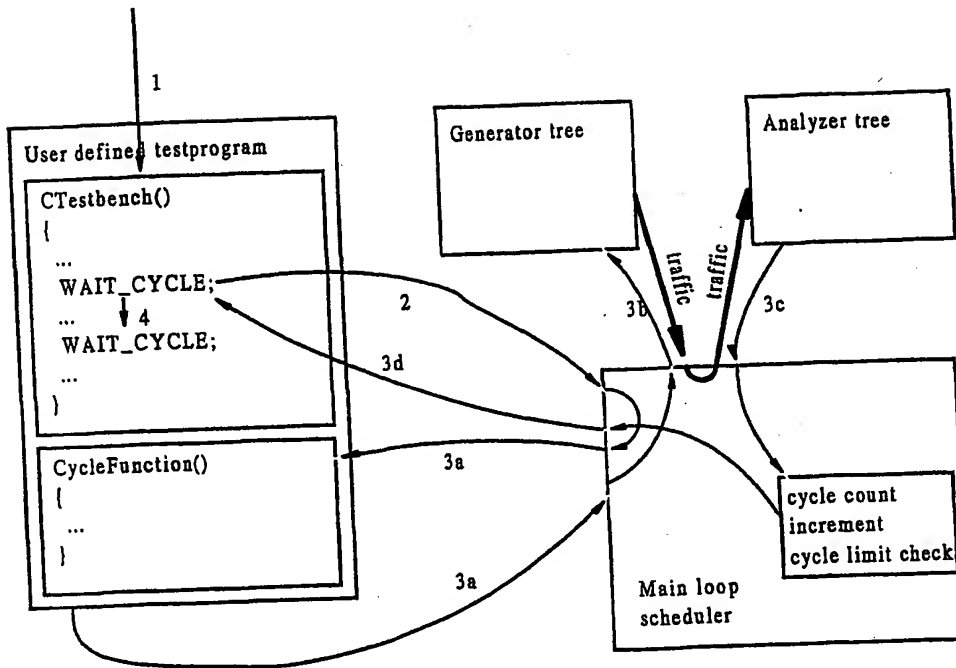 1
User defined testprogram
CTestbench()
{
...
WAIT_CYCLE;
... 4
WAIT_CYCLE;
...
}
CycleFunction()
{
...
}
2
3d
3a
3a
Generator tree
Analyzer tree
traffic
traffic
3b
3c
cycle count
increment
cycle limit check
Main loop
scheduler